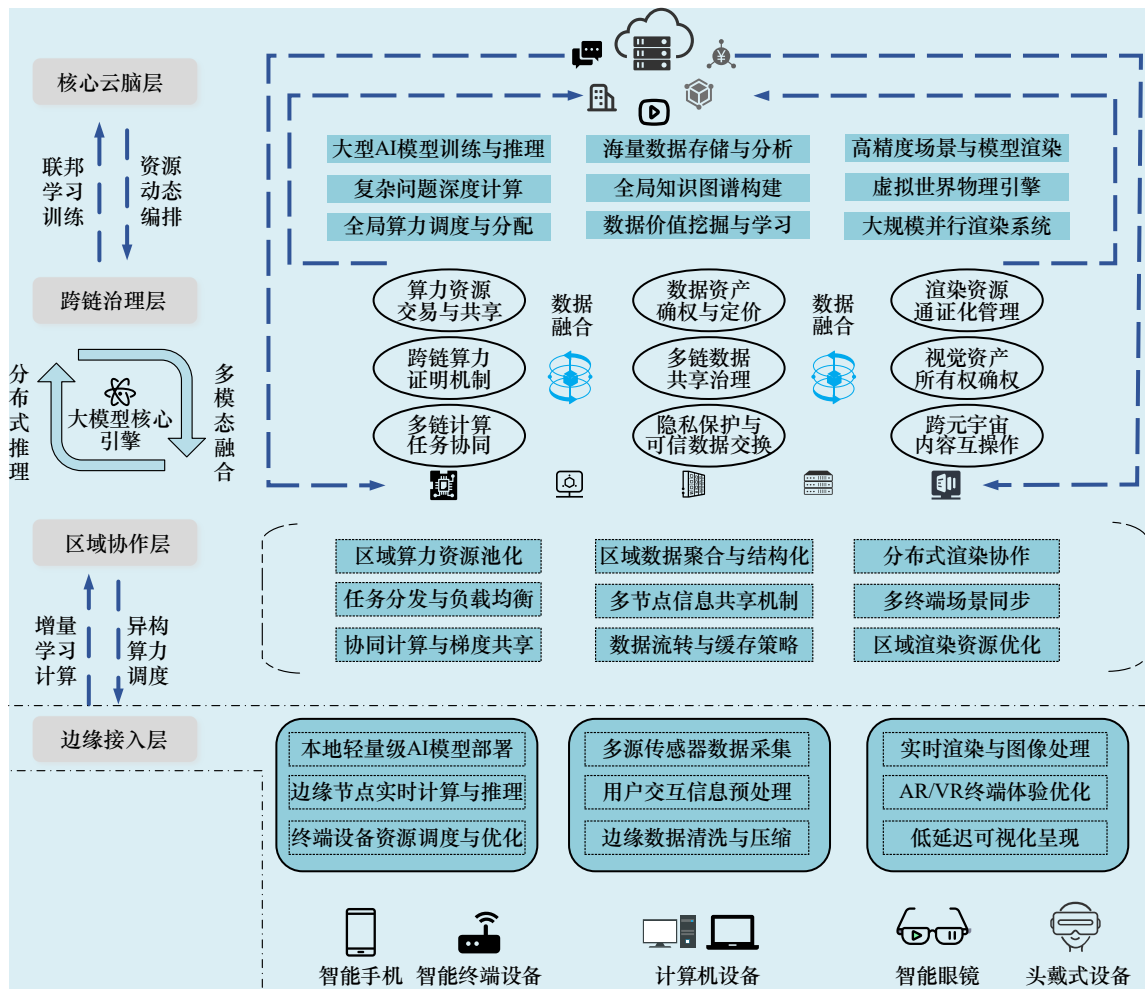 核心云脑层
联邦
学习
训练
资源
动态
编排
大型AI模型训练与推理
海量数据存储与分析
高精度场景与模型渲染
复杂问题深度计算
全局知识图谱构建
虚拟世界物理引擎
全局算力调度与分配
数据价值挖掘与学习
大规模并行渲染系统
跨链治理层
分布式推理
大模型核心
引擎
多模态融合
算力资源
交易与共享
数据
融合
数据资产
确权与定价
数据
融合
渲染资源
通证化管理
跨链算力
证明机制
多链数据
共享治理
视觉资产
所有权确权
多链计算
任务协同
隐私保护与
可信数据交换
跨元宇宙
内容互操作
区域协作层
增量
学习
计算
异构
算力
调度
区域算力资源池化
区域数据聚合与结构化
分布式渲染协作
任务分发与负载均衡
多节点信息共享机制
多终端场景同步
协同计算与梯度共享
数据流转与缓存策略
区域渲染资源优化
边缘接入层
本地轻量级AI模型部署
多源传感器数据采集
实时渲染与图像处理
边缘节点实时计算与推理
用户交互信息预处理
AR/VR终端体验优化
终端设备资源调度与优化
边缘数据清洗与压缩
低延迟可视化呈现
智能手机
智能终端设备
计算机设备
智能眼镜
头戴式设备
¥